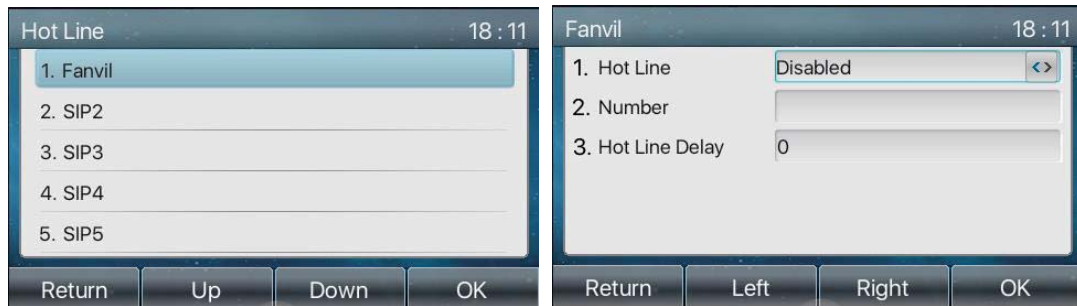 Hot Line 18 : 11
1. Fanvil
2. SIP2
3. SIP3
4. SIP4
5. SIP5
Return Up Down OK
Fanvil 18 : 11
1. Hot Line Disabled <>
2. Number
3. Hot Line Delay 0
Return Left Right OK